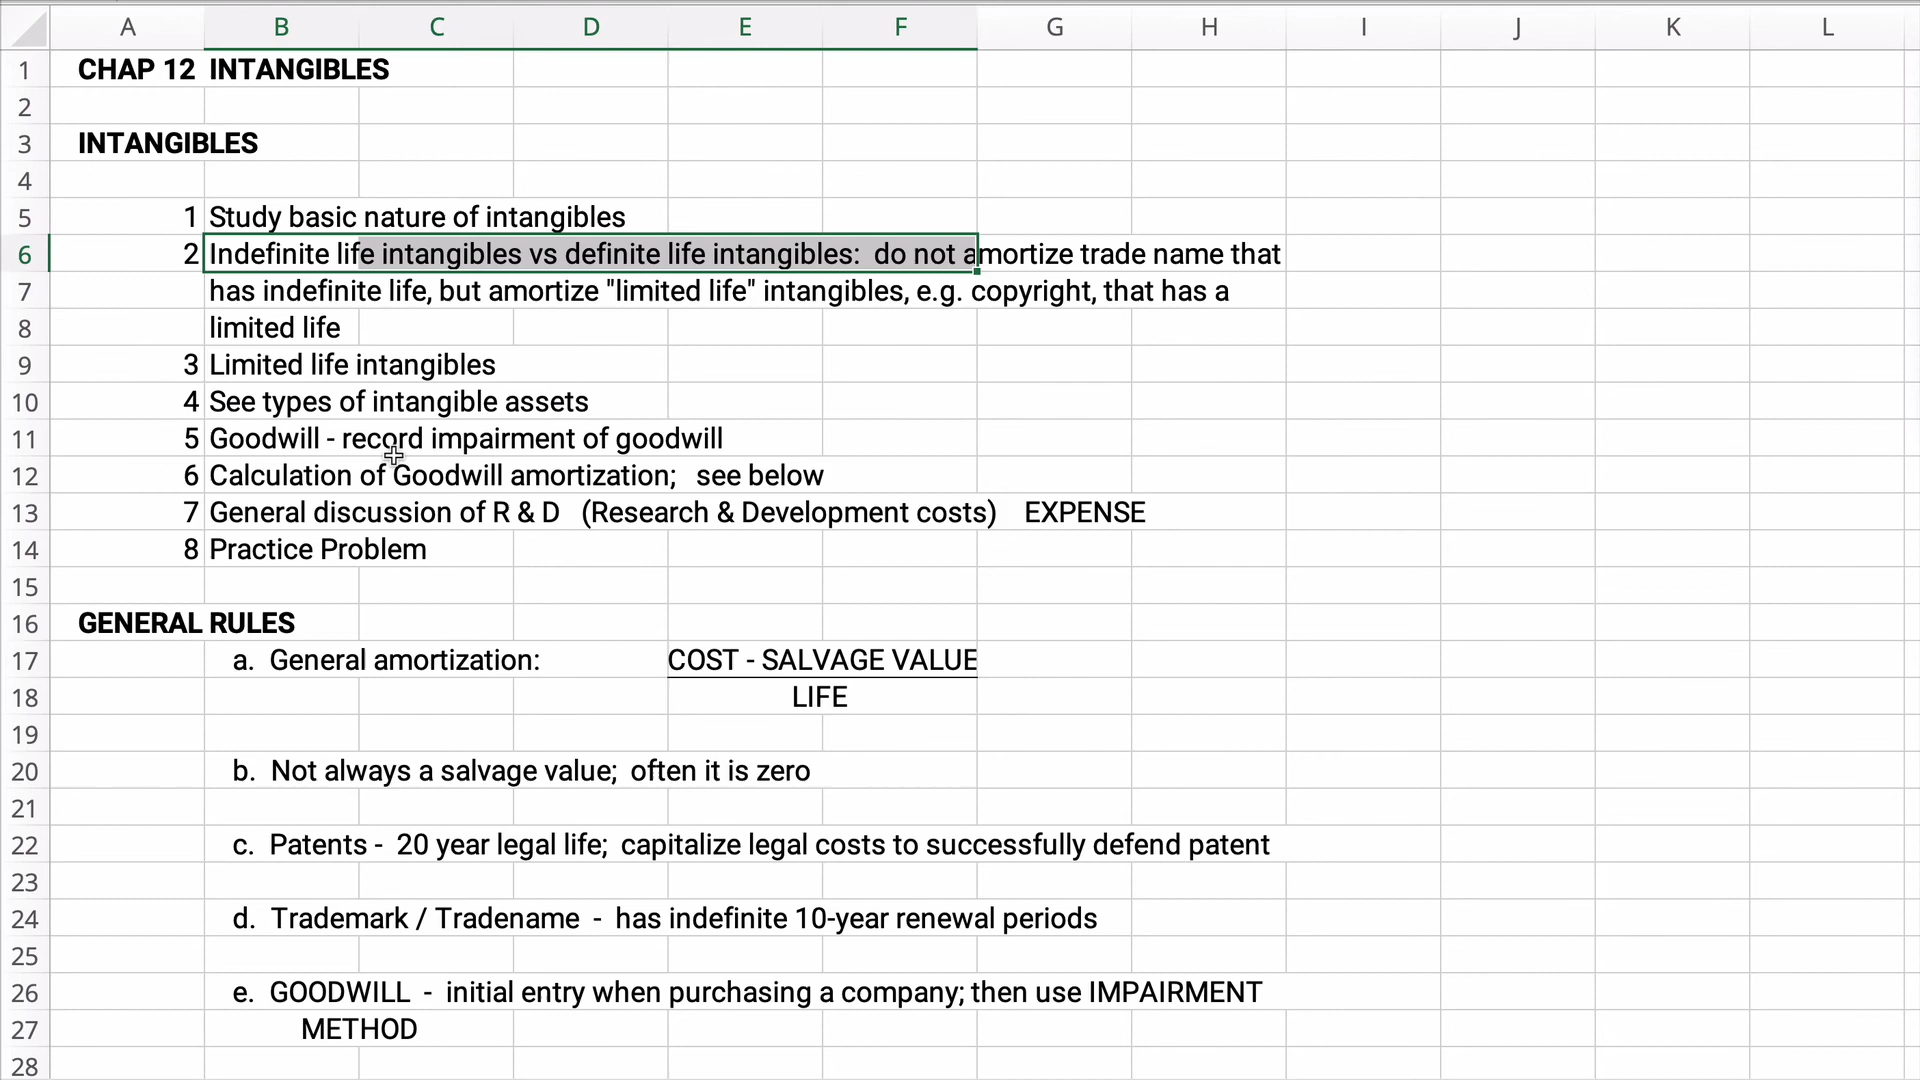 A B C D E F G H I J K L
1 CHAP 12 INTANGIBLES
2
3 INTANGIBLES
4
5 1 Study basic nature of intangibles
6 2 Indefinite life intangibles vs definite life intangibles: do not amortize trade name that
7 has indefinite life, but amortize "limited life" intangibles, e.g. copyright, that has a
8 limited life
9 3 Limited life intangibles
10 4 See types of intangible assets
11 5 Goodwill - record impairment of goodwill
12 6 Calculation of Goodwill amortization; see below
13 7 General discussion of R & D (Research & Development costs) EXPENSE
14 8 Practice Problem
15
16 GENERAL RULES
17 a. General amortization: COST - SALVAGE VALUE
18 LIFE
19
20 b. Not always a salvage value; often it is zero
21
22 c. Patents - 20 year legal life; capitalize legal costs to successfully defend patent
23
24 d. Trademark / Tradename - has indefinite 10-year renewal periods
25
26 e. GOODWILL - initial entry when purchasing a company; then use IMPAIRMENT
27 METHOD
28